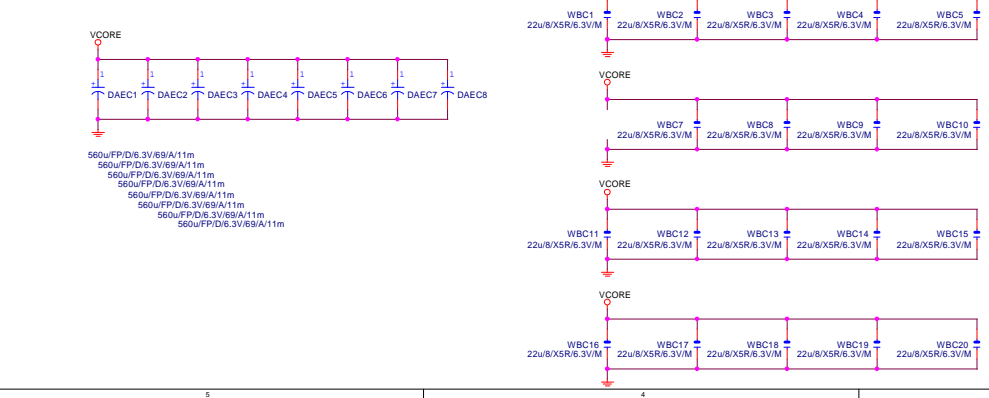 WBC1 WBC2 WBC3 WBC4 WBC5
22u/8/X5R/6.3V/M 22u/8/X5R/6.3V/M 22u/8/X5R/6.3V/M 22u/8/X5R/6.3V/M 22u/8/X5R/6.3V/M
VCORE
1 1 1 1 1 1 1 1
+ + + + + + + +
DAEC1 DAEC2 DAEC3 DAEC4 DAEC5 DAEC6 DAEC7 DAEC8
560u/FP/D/6.3V/69/A/11m
560u/FP/D/6.3V/69/A/11m
560u/FP/D/6.3V/69/A/11m
560u/FP/D/6.3V/69/A/11m
560u/FP/D/6.3V/69/A/11m
560u/FP/D/6.3V/69/A/11m
560u/FP/D/6.3V/69/A/11m
560u/FP/D/6.3V/69/A/11m
VCORE
WBC7 WBC8 WBC9 WBC10
22u/8/X5R/6.3V/M 22u/8/X5R/6.3V/M 22u/8/X5R/6.3V/M 22u/8/X5R/6.3V/M
VCORE
WBC11 WBC12 WBC13 WBC14 WBC15
22u/8/X5R/6.3V/M 22u/8/X5R/6.3V/M 22u/8/X5R/6.3V/M 22u/8/X5R/6.3V/M 22u/8/X5R/6.3V/M
VCORE
WBC16 WBC17 WBC18 WBC19 WBC20
22u/8/X5R/6.3V/M 22u/8/X5R/6.3V/M 22u/8/X5R/6.3V/M 22u/8/X5R/6.3V/M 22u/8/X5R/6.3V/M
5 4